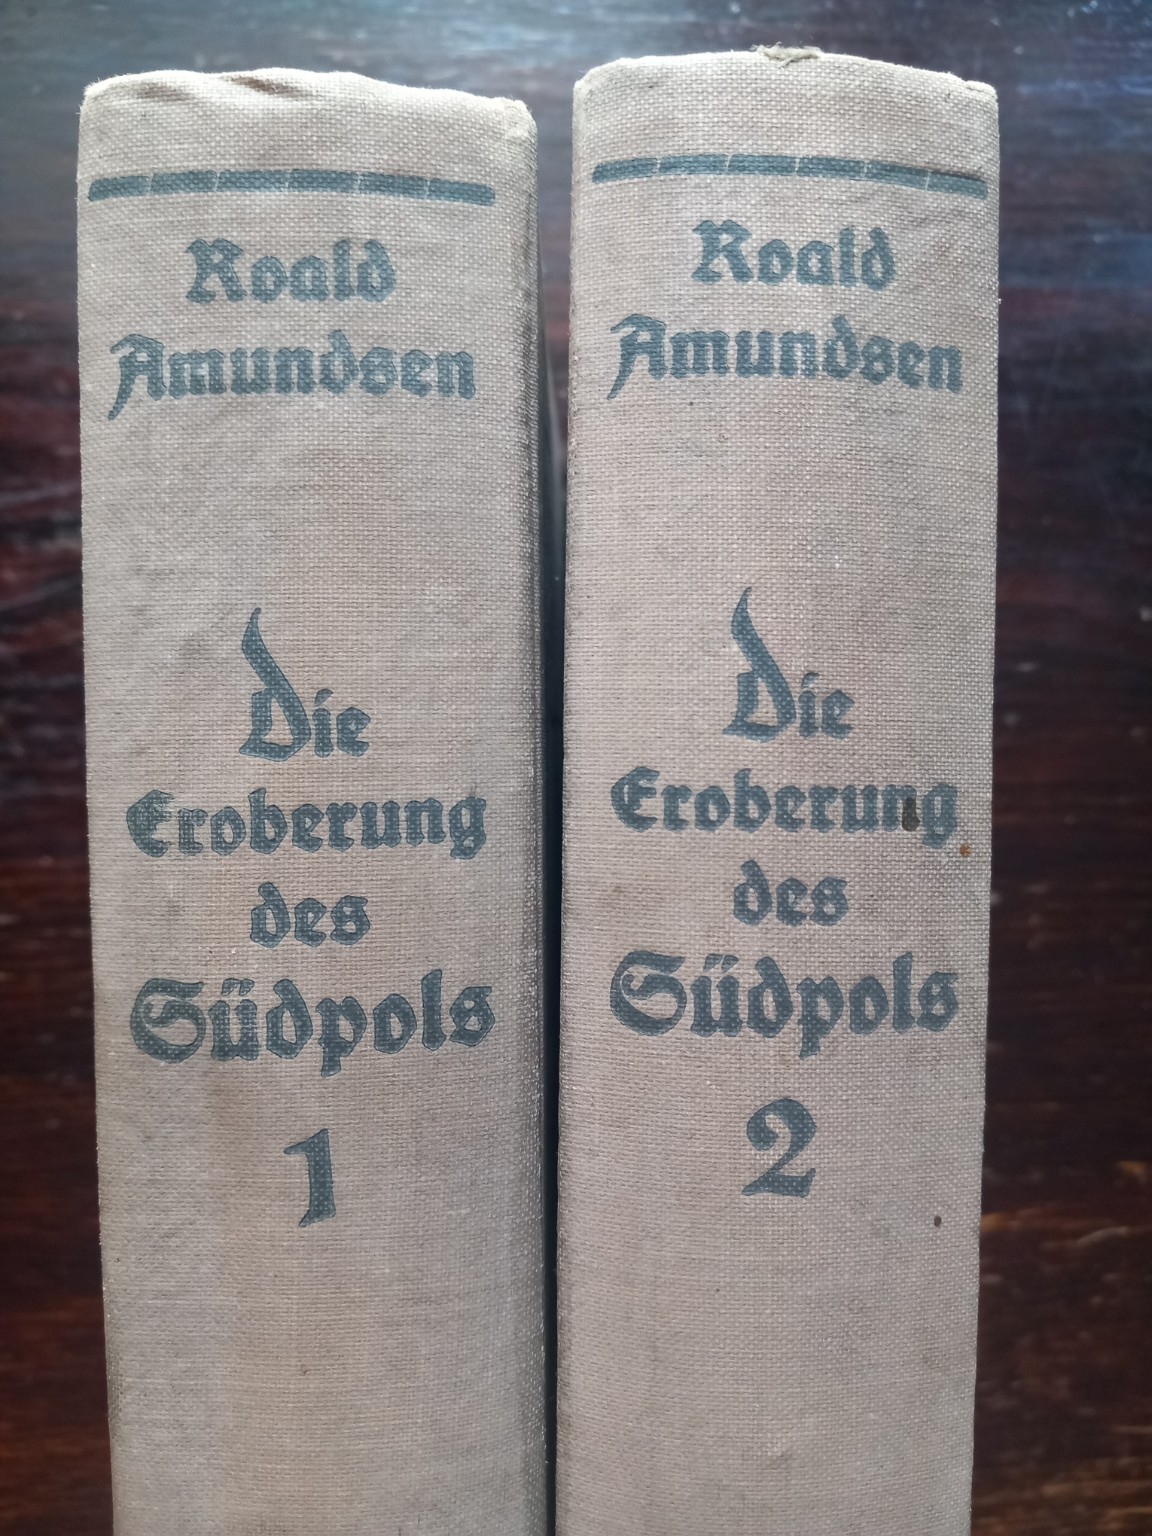 Roald
Amundsen
Die
Eroberung
des
Südpols
1
Roald
Amundsen
Die
Eroberung
des
Südpols
2